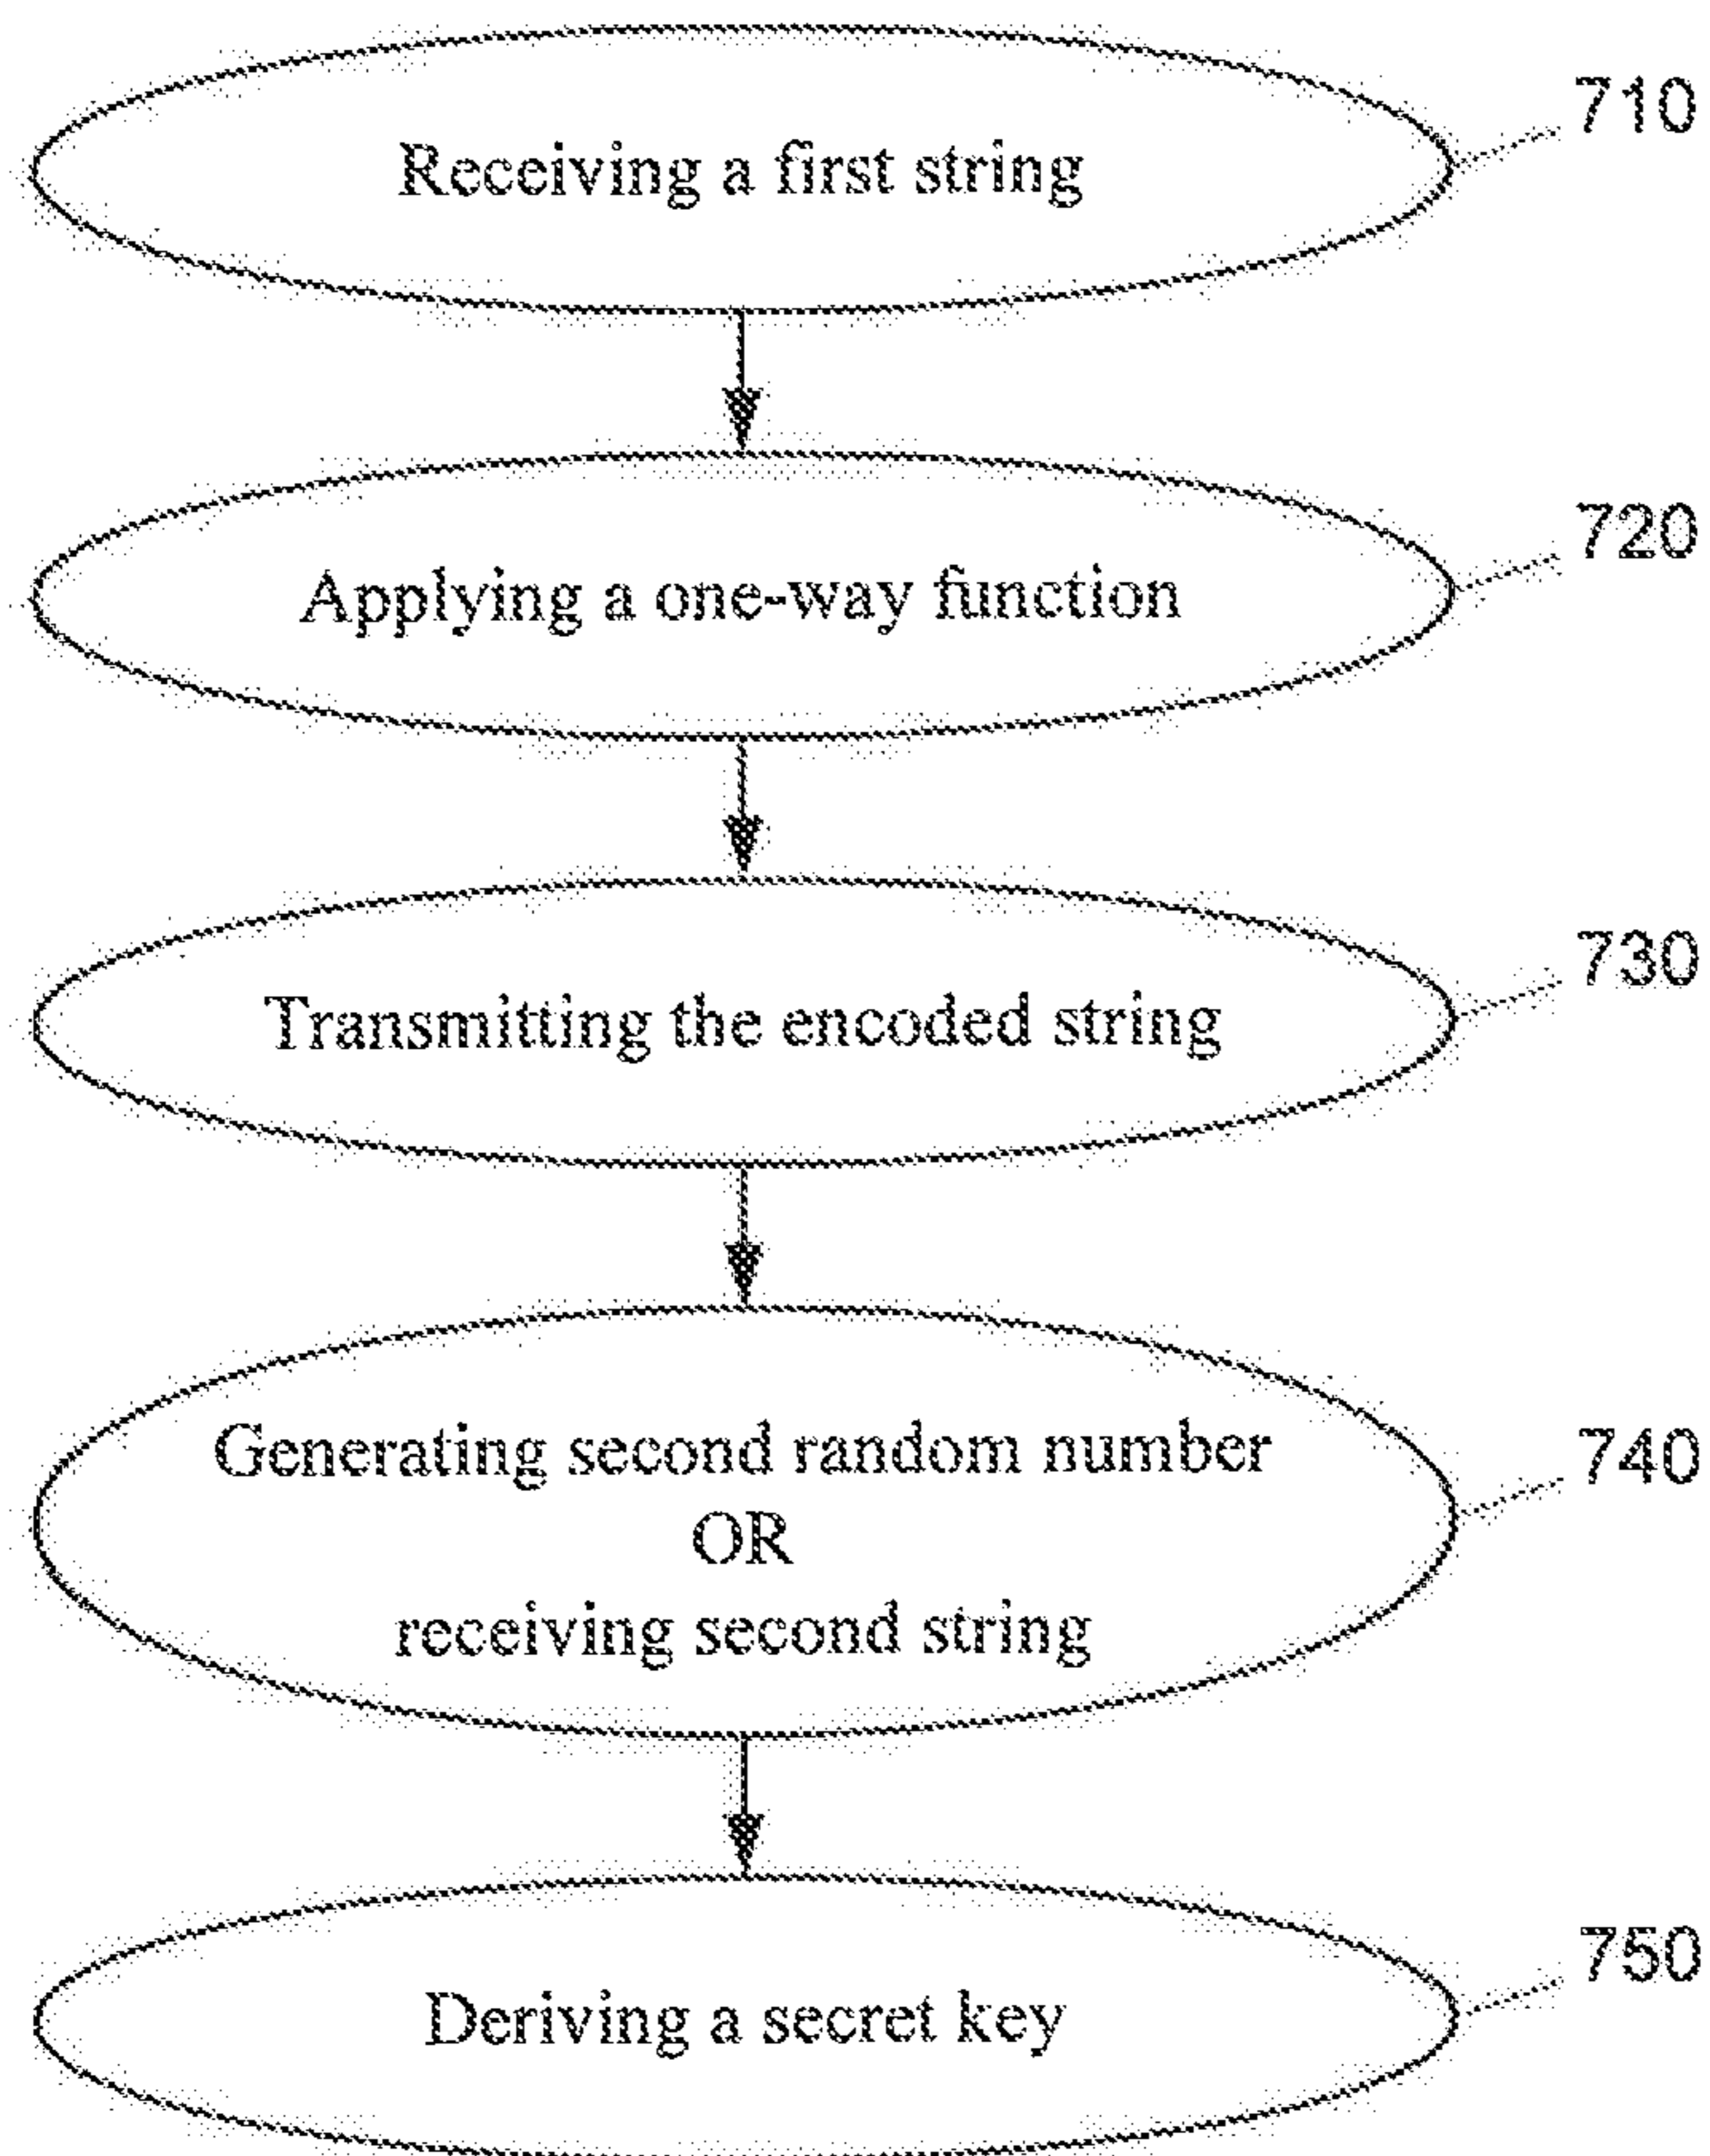 710
Receiving a first string
720
Applying a one-way function
730
Transmitting the encoded string
740
Generating second random number
OR
receiving second string
750
Deriving a secret key